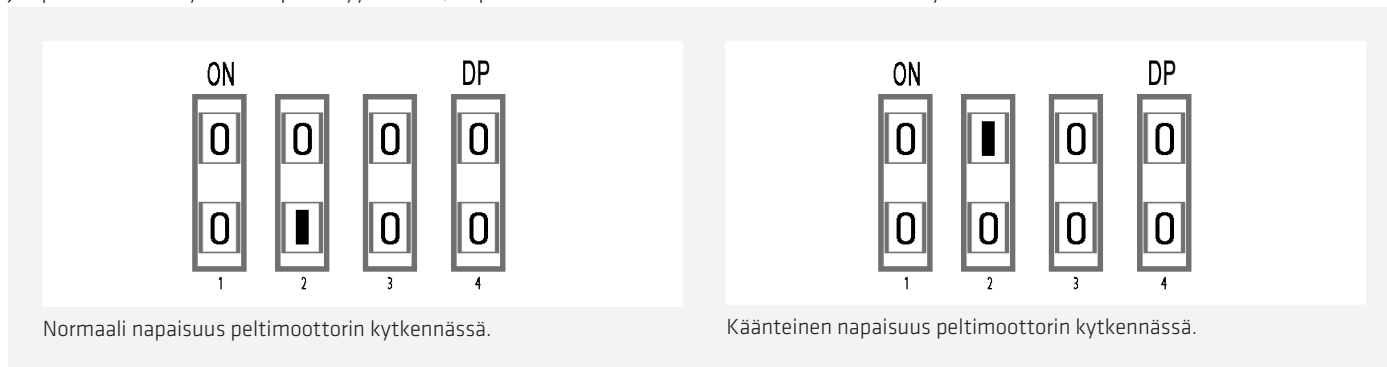 ON DP
0 0 0 0
0 0 0
1 2 3 4
Normaali napaisuus peltimoottorin kytkennässä.
ON DP
0 0 0
0 0 0 0
1 2 3 4
Käänteinen napaisuus peltimoottorin kytkennässä.